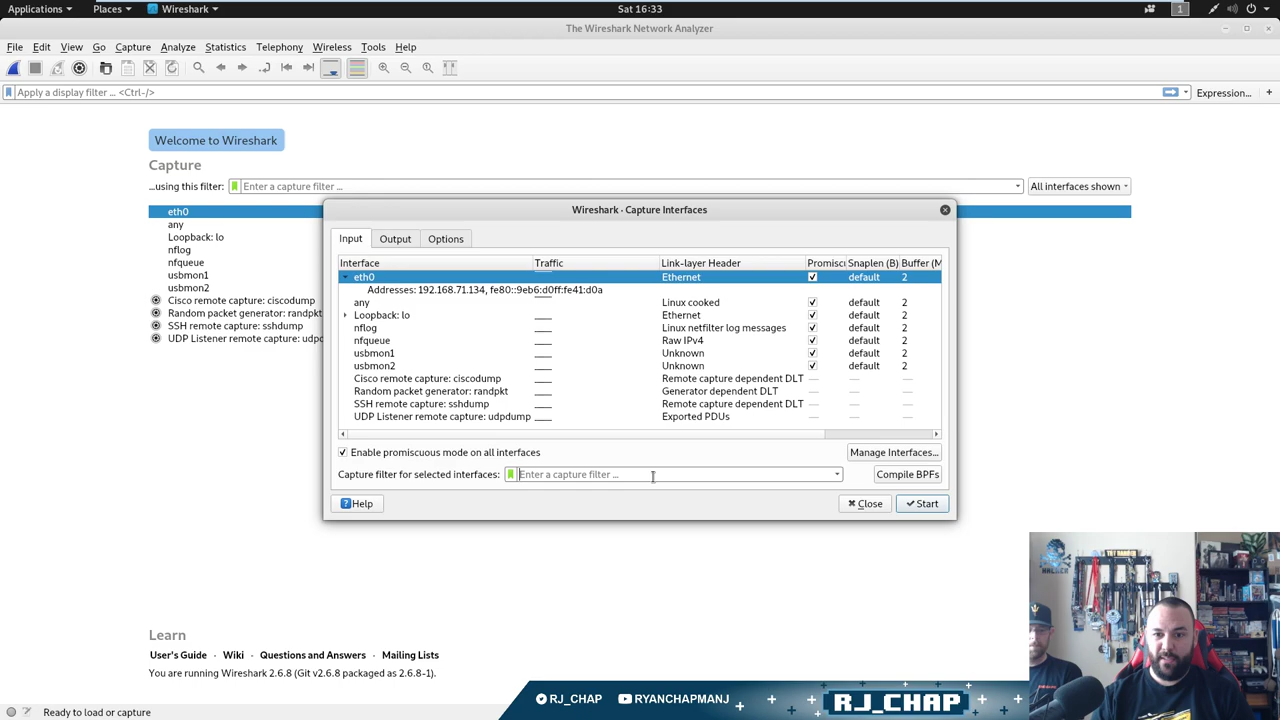 Applications Places Wireshark Sat 16:33 1
The Wireshark Network Analyzer
File Edit View Go Capture Analyze Statistics Telephony Wireless Tools Help
Apply a display filter ... <Ctrl-/> Expression... +
Welcome to Wireshark
Capture
...using this filter: Enter a capture filter ... All interfaces shown
eth0
any
Loopback: lo
nflog
nfqueue
usbmon1
usbmon2
Cisco remote capture: ciscodump
Random packet generator: randpkt
SSH remote capture: sshdump
UDP Listener remote capture: udpd
Wireshark · Capture Interfaces
Input Output Options
Interface Traffic Link-layer Header Promiscu Snaplen (B) Buffer (M
eth0 Ethernet default 2
Addresses: 192.168.71.134, fe80::9eb6:d0ff:fe41:d0a
any Linux cooked default 2
Loopback: lo Ethernet default 2
nflog Linux netfilter log messages default 2
nfqueue Raw IPv4 default 2
usbmon1 Unknown default 2
usbmon2 Unknown default 2
Cisco remote capture: ciscodump Remote capture dependent DLT — — —
Random packet generator: randpkt Generator dependent DLT — — —
SSH remote capture: sshdump Remote capture dependent DLT — — —
UDP Listener remote capture: udpdump Exported PDUs — — —
Enable promiscuous mode on all interfaces Manage Interfaces...
Capture filter for selected interfaces: Enter a capture filter ... Compile BPFs
Help Close Start
Learn
User's Guide · Wiki · Questions and Answers · Mailing Lists
You are running Wireshark 2.6.8 (Git v2.6.8 packaged as 2.6.8-1).
RJ_CHAP RYANCHAPMANJ RJ_CHAP
Ready to load or capture